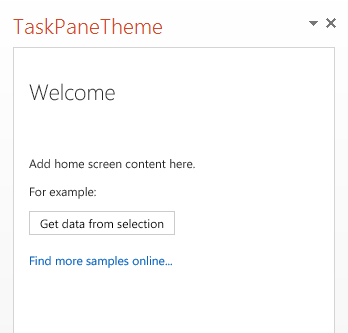 TaskPaneTheme
Welcome
Add home screen content here.
For example:
Get data from selection
Find more samples online...